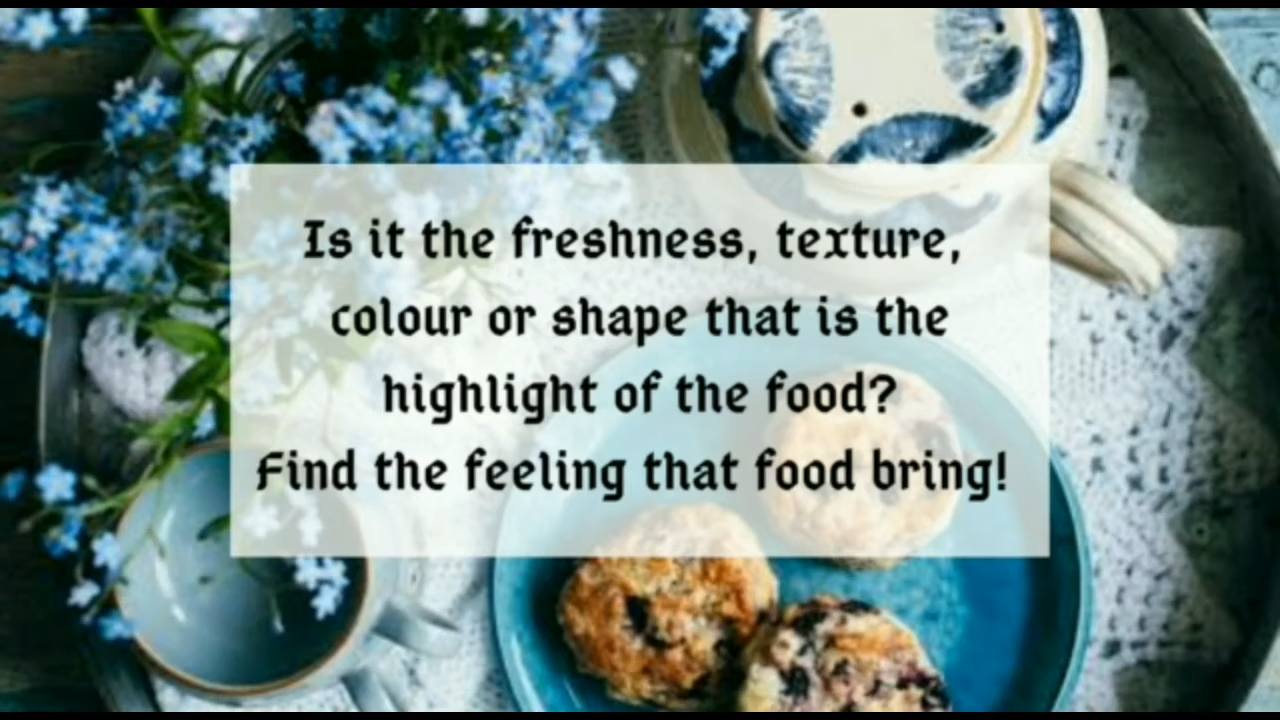 Is it the freshness, texture,
colour or shape that is the
highlight of the food?
Find the feeling that food bring!